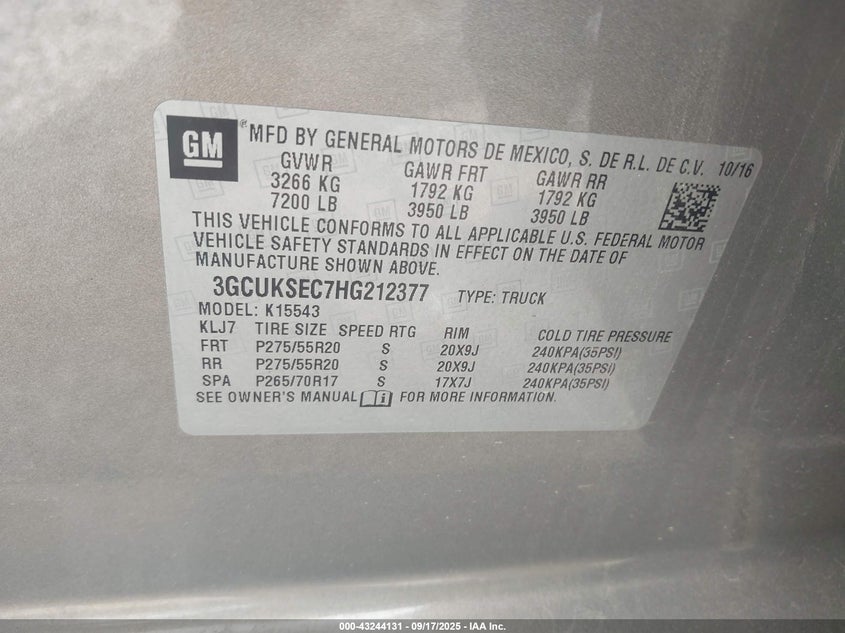 GM ® MFD BY GENERAL MOTORS DE MEXICO, S. DE R.L. DE C.V. 10/16
GVWR GAWR FRT GAWR RR
3266 KG 1792 KG 1792 KG
7200 LB 3950 LB 3950 LB
THIS VEHICLE CONFORMS TO ALL APPLICABLE U.S. FEDERAL MOTOR
VEHICLE SAFETY STANDARDS IN EFFECT ON THE DATE OF
MANUFACTURE SHOWN ABOVE.
3GCUKSEC7HG212377 TYPE: TRUCK
MODEL: K15543
KLJ7 TIRE SIZE SPEED RTG RIM COLD TIRE PRESSURE
FRT P275/55R20 S 20X9J 240KPA(35PSI)
RR P275/55R20 S 20X9J 240KPA(35PSI)
SPA P265/70R17 S 17X7J 240KPA(35PSI)
SEE OWNER'S MANUAL FOR MORE INFORMATION.
000-43244131 - 09/17/2025 - IAA Inc.